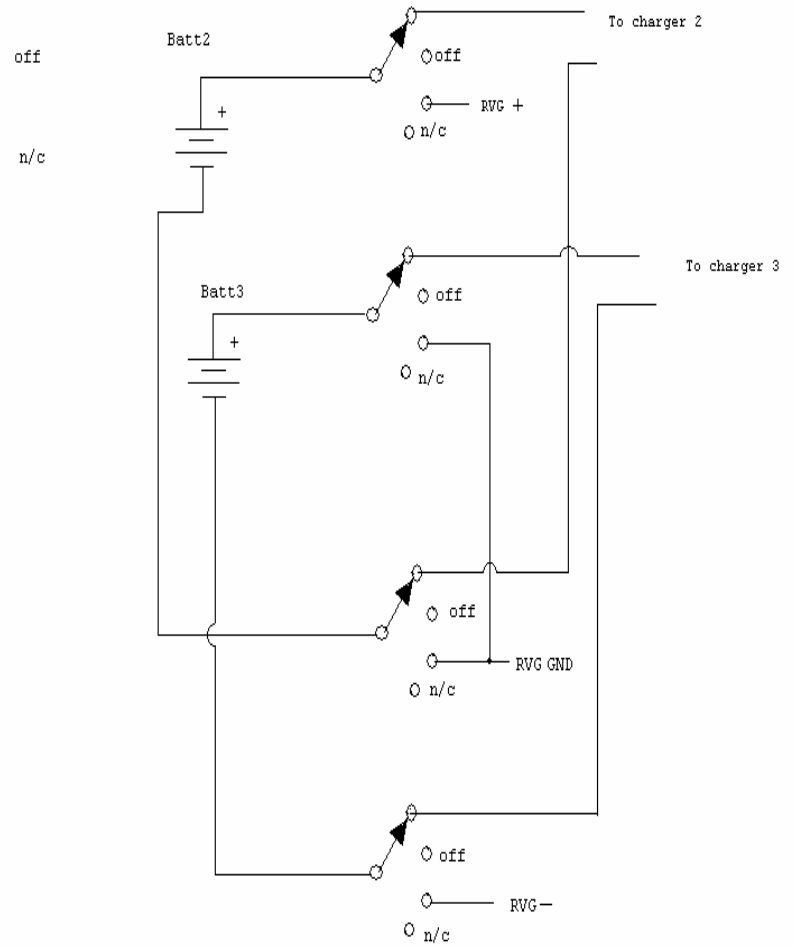 To charger 2
Batt2
off
off
RVG +
n/c
n/c
+
To charger 3
Batt3
off
+
n/c
off
RVG GND
n/c
off
RVG —
n/c